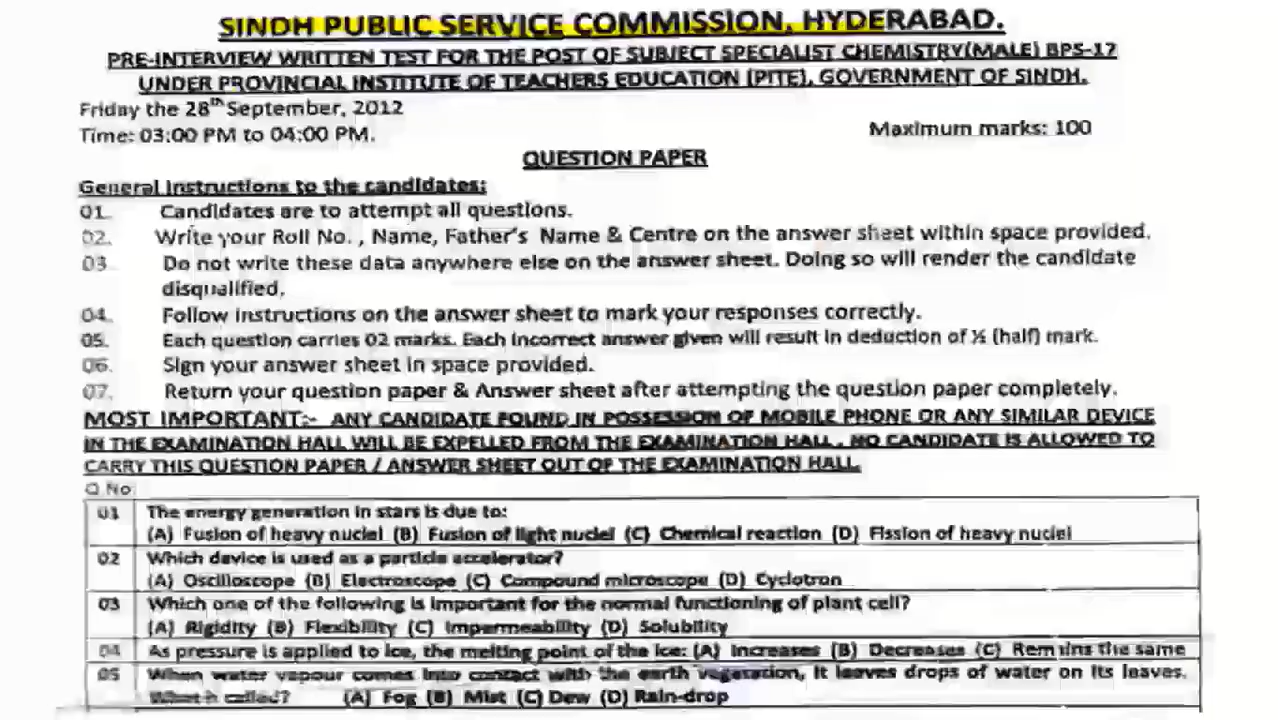 SINDH PUBLIC SERVICE COMMISSION, HYDERABAD.
PRE-INTERVIEW WRITTEN TEST FOR THE POST OF SUBJECT SPECIALIST CHEMISTRY(MALE) BPS-17
UNDER PROVINCIAL INSTITUTE OF TEACHERS EDUCATION (PITE), GOVERNMENT OF SINDH.
Friday the 28th September, 2012
Time: 03:00 PM to 04:00 PM.
Maximum marks: 100
QUESTION PAPER
General Instructions to the candidates:
01. Candidates are to attempt all questions.
02. Write your Roll No. , Name, Father's Name & Centre on the answer sheet within space provided.
03. Do not write these data anywhere else on the answer sheet. Doing so will render the candidate
disqualified.
04. Follow instructions on the answer sheet to mark your responses correctly.
05. Each question carries 02 marks. Each incorrect answer given will result in deduction of ½ (half) mark.
06. Sign your answer sheet in space provided.
07. Return your question paper & Answer sheet after attempting the question paper completely.
MOST IMPORTANT:- ANY CANDIDATE FOUND IN POSSESSION OF MOBILE PHONE OR ANY SIMILAR DEVICE
IN THE EXAMINATION HALL WILL BE EXPELLED FROM THE EXAMINATION HALL . NO CANDIDATE IS ALLOWED TO
CARRY THIS QUESTION PAPER / ANSWER SHEET OUT OF THE EXAMINATION HALL.
Q No
01 The energy generation in stars is due to:
(A) Fusion of heavy nuclei (B) Fusion of light nuclei (C) Chemical reaction (D) Fission of heavy nuclei
02 Which device is used as a particle accelerator?
(A) Oscilloscope (B) Electroscope (C) Compound microscope (D) Cyclotron
03 Which one of the following is important for the normal functioning of plant cell?
(A) Rigidity (B) Flexibility (C) Impermeability (D) Solubility
04 As pressure is applied to ice, the melting point of the ice: (A) Increases (B) Decreases (C) Remains the same
05 When water vapour comes into contact with the earth vegetation, it leaves drops of water on its leaves.
What is called? (A) Fog (B) Mist (C) Dew (D) Rain-drop